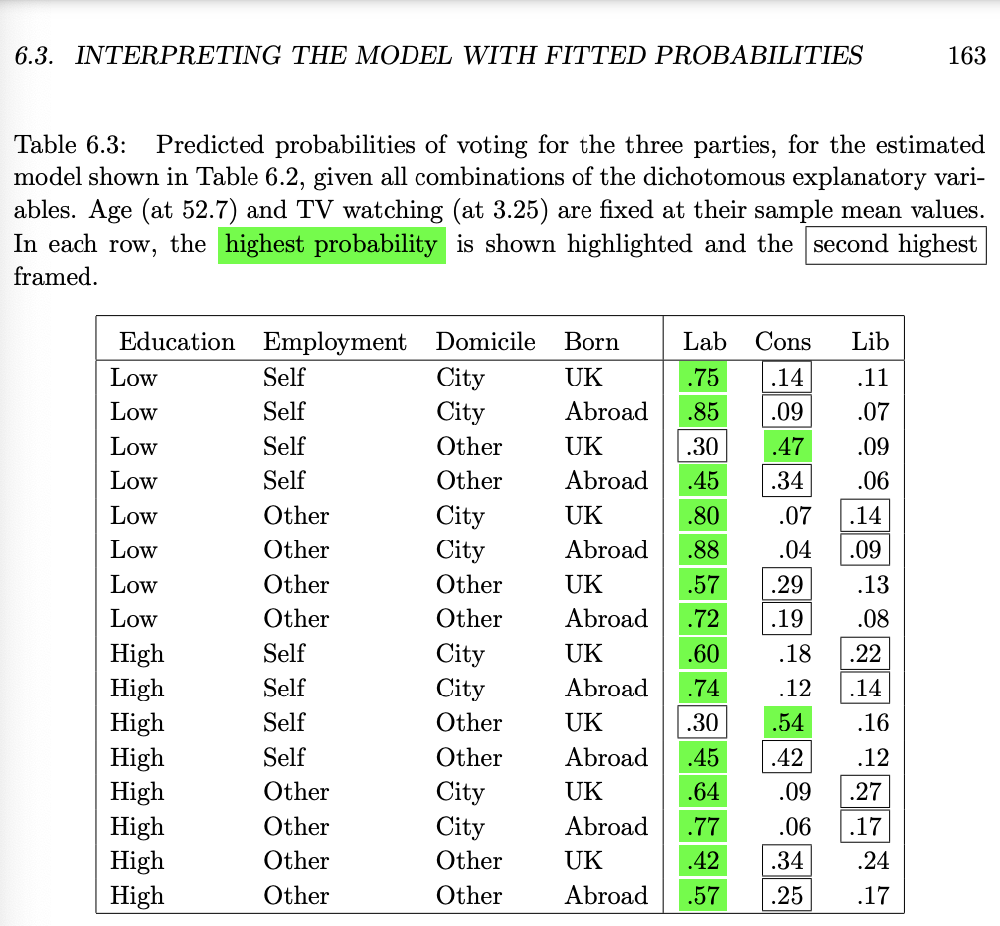 6.3. INTERPRETING THE MODEL WITH FITTED PROBABILITIES 163
Table 6.3: Predicted probabilities of voting for the three parties, for the estimated
model shown in Table 6.2, given all combinations of the dichotomous explanatory vari-
ables. Age (at 52.7) and TV watching (at 3.25) are fixed at their sample mean values.
In each row, the highest probability is shown highlighted and the second highest
framed.
Education Employment Domicile Born Lab Cons Lib
Low Self City UK .75 .14 .11
Low Self City Abroad .85 .09 .07
Low Self Other UK .30 .47 .09
Low Self Other Abroad .45 .34 .06
Low Other City UK .80 .07 .14
Low Other City Abroad .88 .04 .09
Low Other Other UK .57 .29 .13
Low Other Other Abroad .72 .19 .08
High Self City UK .60 .18 .22
High Self City Abroad .74 .12 .14
High Self Other UK .30 .54 .16
High Self Other Abroad .45 .42 .12
High Other City UK .64 .09 .27
High Other City Abroad .77 .06 .17
High Other Other UK .42 .34 .24
High Other Other Abroad .57 .25 .17